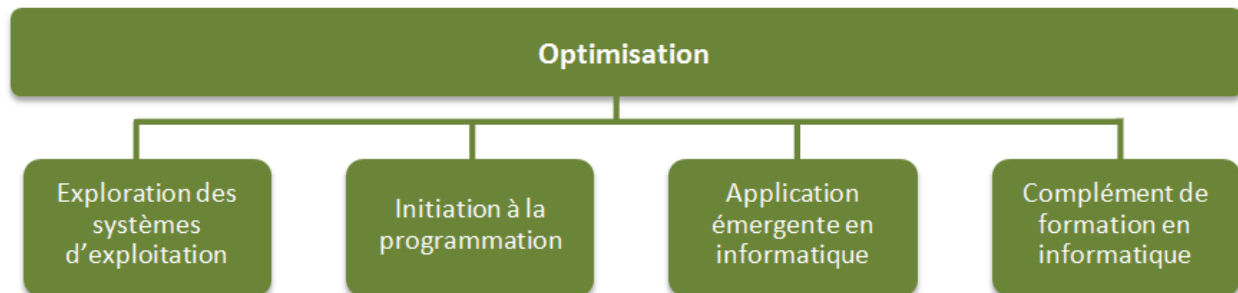 Optimisation
Exploration des
systèmes
d’exploitation
Initiation à la
programmation
Application
émergente en
informatique
Complément de
formation en
informatique